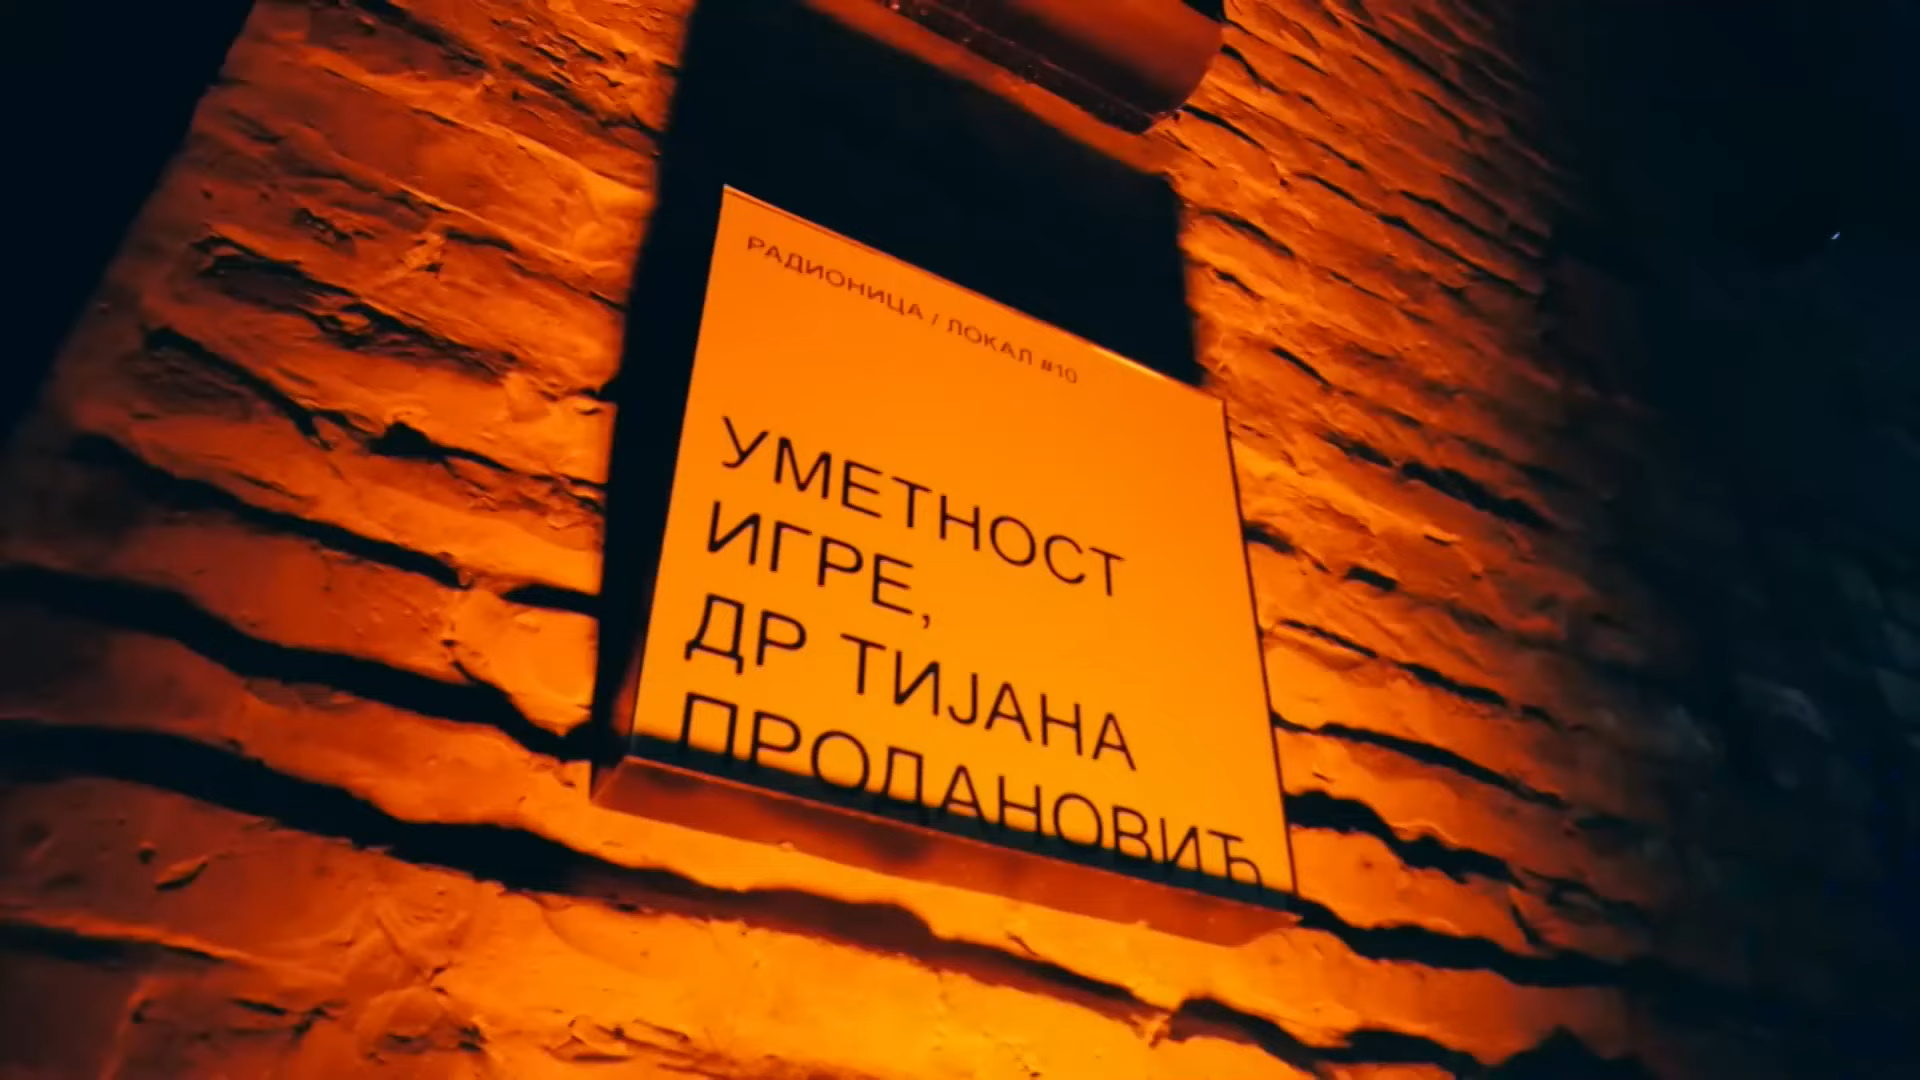 РАДИОНИЦА / ЛОКАЛ #10
УМЕТНОСТ
ИГРЕ,
ДР ТИЈАНА
ПРОДАНОВИЋ